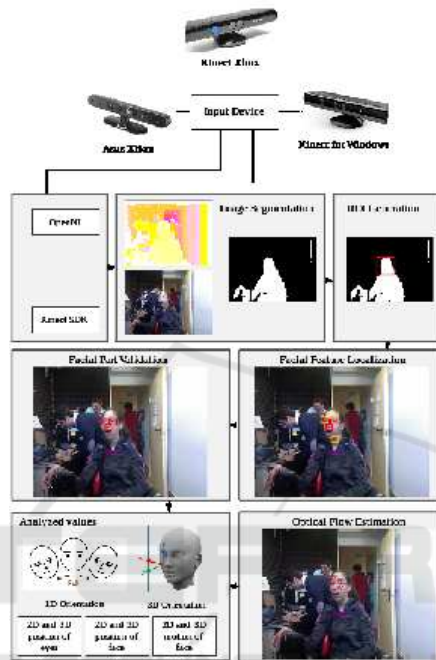 Kinect Xbox
Input Device
Asus Xtion
Kinect for Windows
OpenNI
Image Segmentation
ROI Generation
Kinect SDK
Facial Part Validation
Facial Feature Localization
Analyzed values
Optical Flow Estimation
2D Orientation
3D Orientation
2D and 3D
position of
eyes
2D and 3D
position of
face
2D and 3D
motion of
face